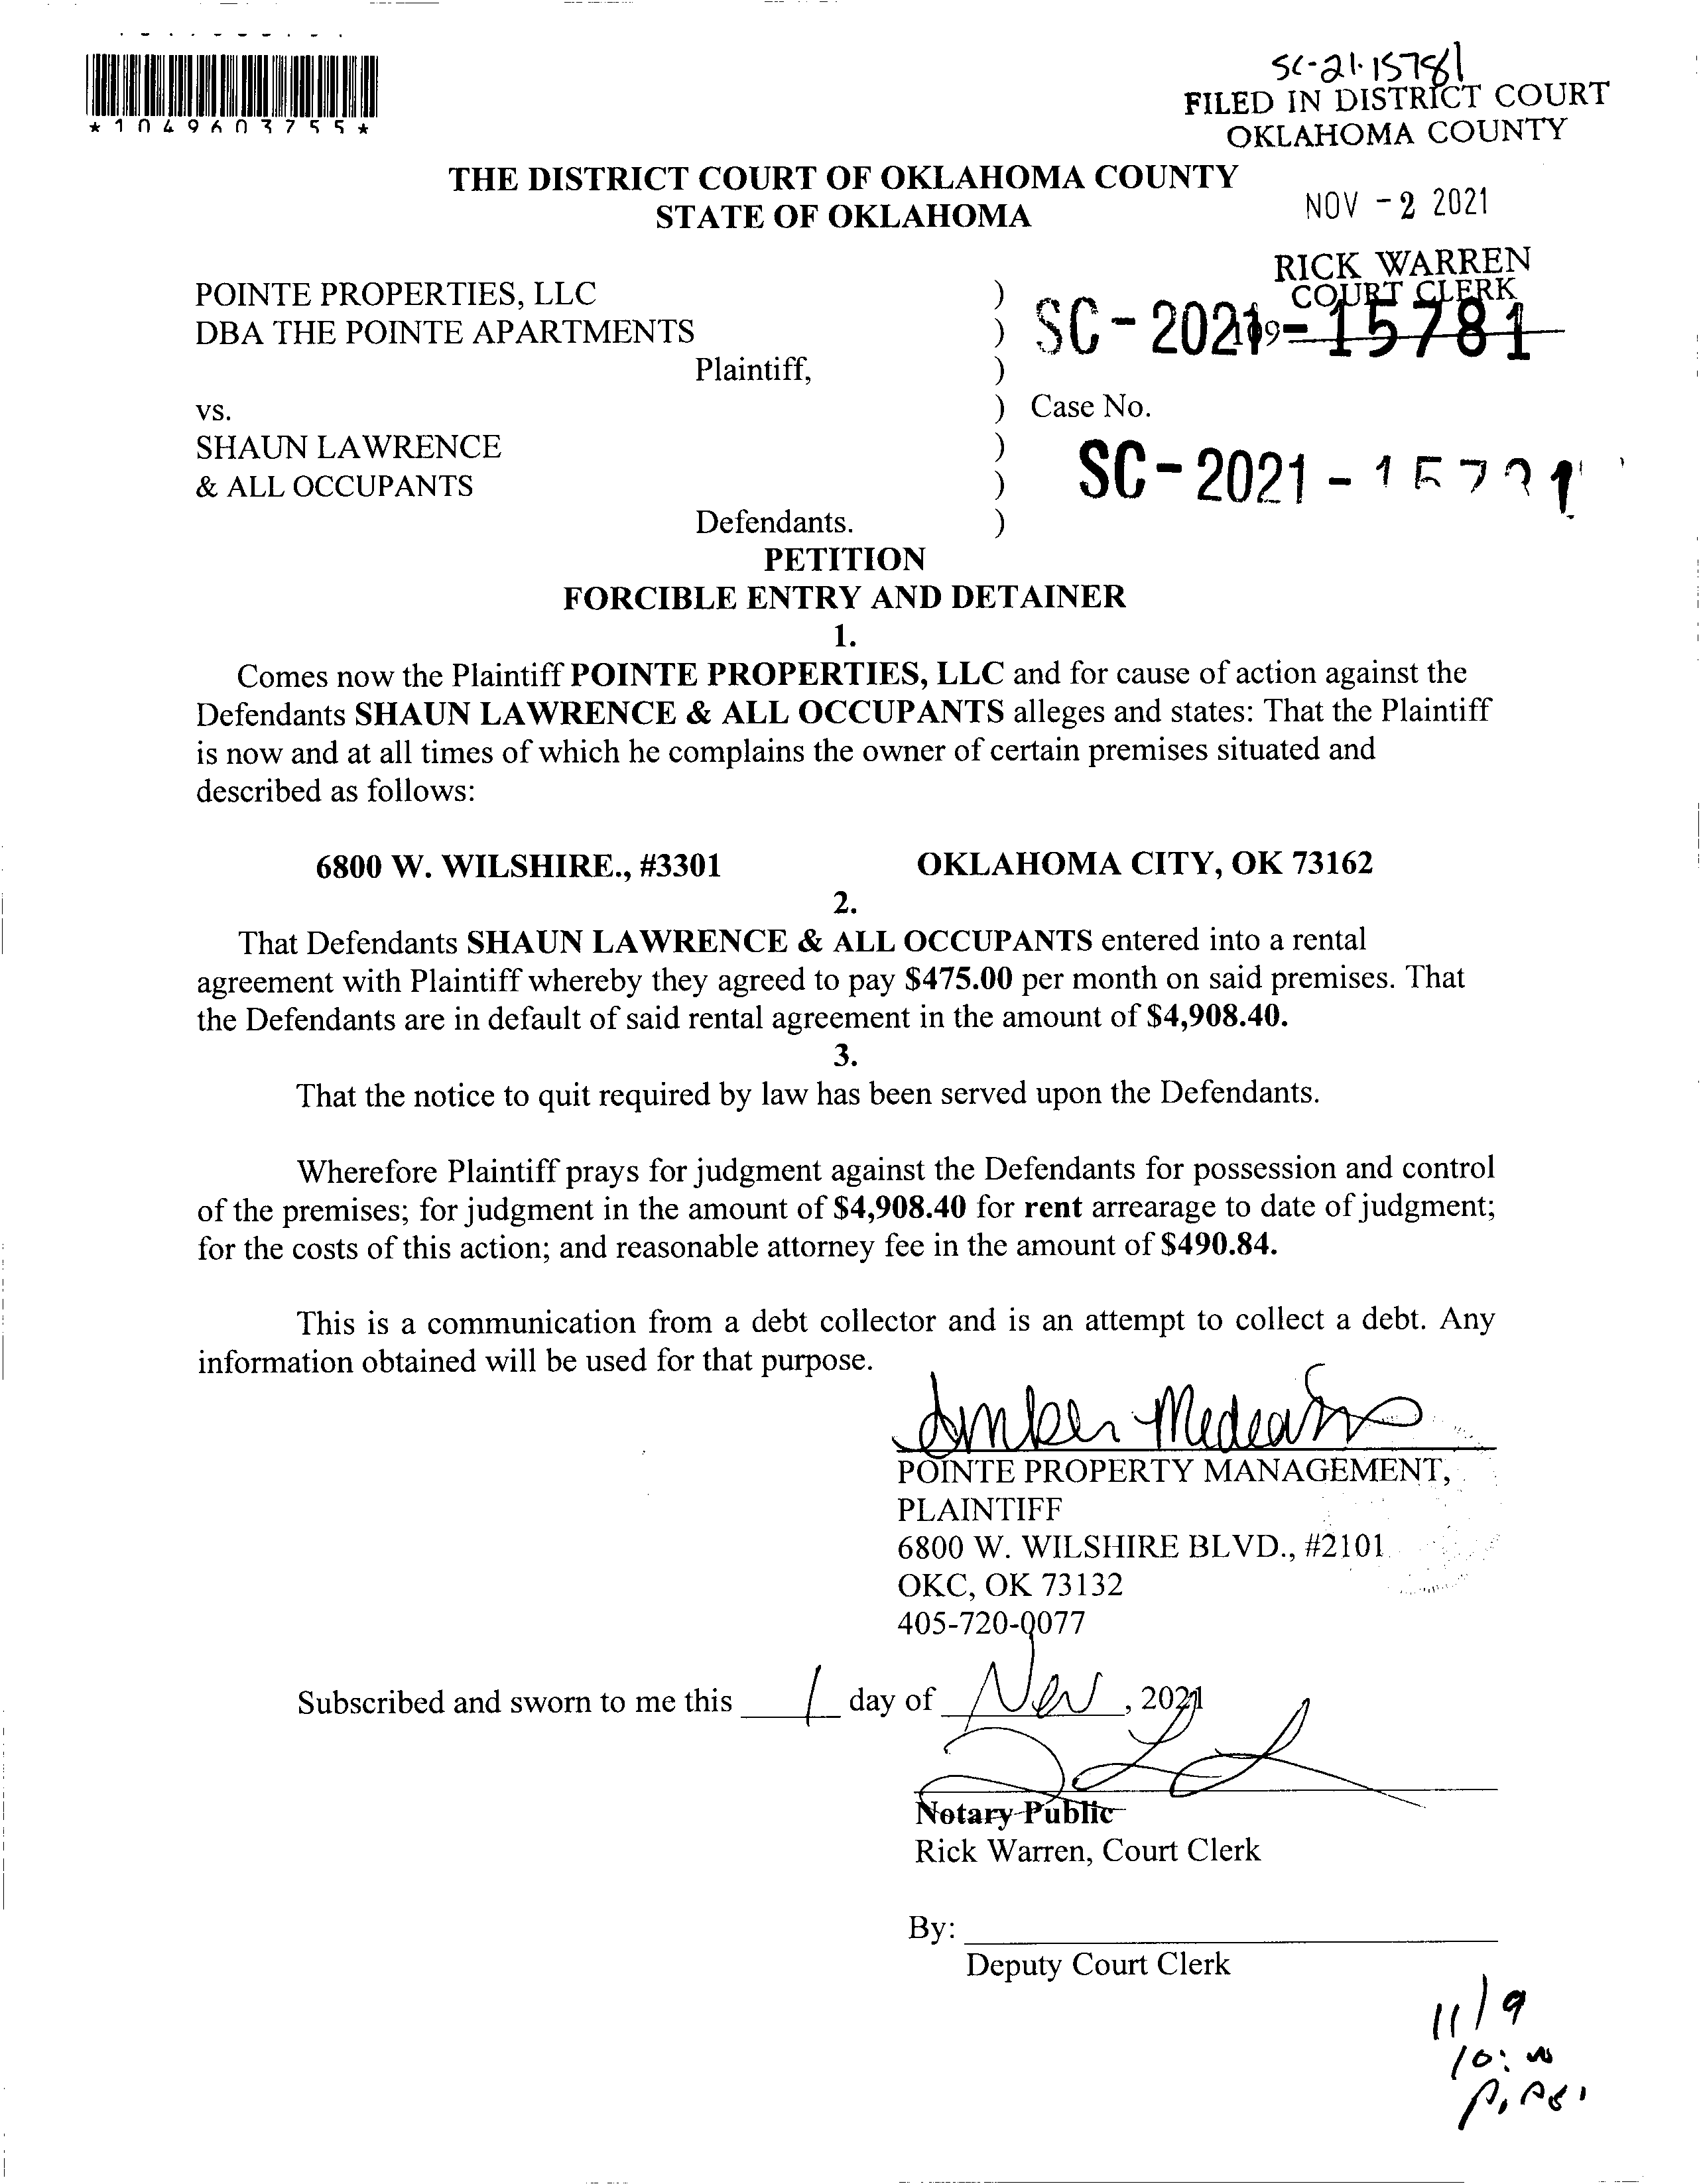 SC-21-15781
*1049603755*
FILED IN DISTRICT COURT
OKLAHOMA COUNTY
THE DISTRICT COURT OF OKLAHOMA COUNTY
STATE OF OKLAHOMA
NOV - 2 2021
RICK WARREN
COURT CLERK
POINTE PROPERTIES, LLC )
DBA THE POINTE APARTMENTS ) SC - 2021 - 15781
Plaintiff, )
vs. ) Case No.
SHAUN LAWRENCE )
& ALL OCCUPANTS ) SC - 2021 -
Defendants. )
PETITION
FORCIBLE ENTRY AND DETAINER
1.
Comes now the Plaintiff POINTE PROPERTIES, LLC and for cause of action against the
Defendants SHAUN LAWRENCE & ALL OCCUPANTS alleges and states: That the Plaintiff
is now and at all times of which he complains the owner of certain premises situated and
described as follows:
6800 W. WILSHIRE., #3301 OKLAHOMA CITY, OK 73162
2.
That Defendants SHAUN LAWRENCE & ALL OCCUPANTS entered into a rental
agreement with Plaintiff whereby they agreed to pay $475.00 per month on said premises. That
the Defendants are in default of said rental agreement in the amount of $4,908.40.
3.
That the notice to quit required by law has been served upon the Defendants.
Wherefore Plaintiff prays for judgment against the Defendants for possession and control
of the premises; for judgment in the amount of $4,908.40 for rent arrearage to date of judgment;
for the costs of this action; and reasonable attorney fee in the amount of $490.84.
This is a communication from a debt collector and is an attempt to collect a debt. Any
information obtained will be used for that purpose.
POINTE PROPERTY MANAGEMENT,
PLAINTIFF
6800 W. WILSHIRE BLVD., #2101
OKC, OK 73132
405-720-0077
Subscribed and sworn to me this 1 day of Nov, 2021
Notary Public
Rick Warren, Court Clerk
By:
Deputy Court Clerk
11/9